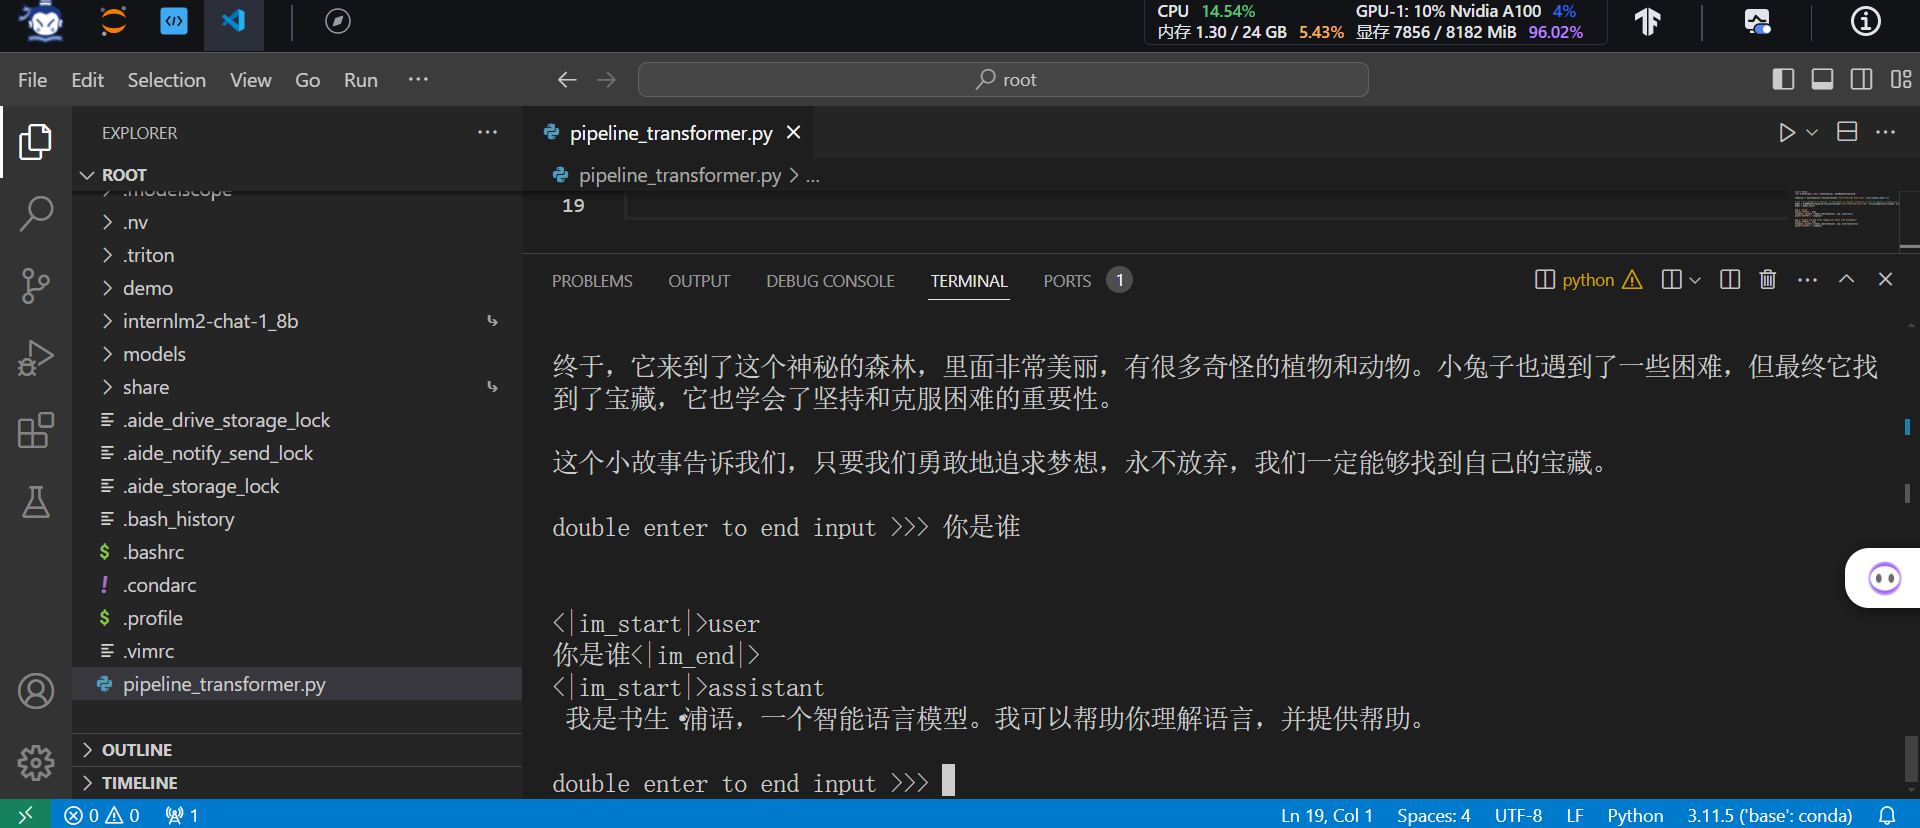 CPU 14.54% GPU-1: 10% Nvidia A100 4%
内存 1.30 / 24 GB 5.43% 显存 7856 / 8182 MiB 96.02%
File Edit Selection View Go Run ··· root
EXPLORER ···
pipeline_transformer.py
ROOT
pipeline_transformer.py > ...
.modelscope
19
.nv
.triton
demo
internlm2-chat-1_8b
models
share
.aide_drive_storage_lock
.aide_notify_send_lock
.aide_storage_lock
.bash_history
$ .bashrc
! .condarc
$ .profile
.vimrc
pipeline_transformer.py
OUTLINE
TIMELINE
PROBLEMS OUTPUT DEBUG CONSOLE TERMINAL PORTS 1 python
终于，它来到了这个神秘的森林，里面非常美丽，有很多奇怪的植物和动物。小兔子也遇到了一些困难，但最终它找
到了宝藏，它也学会了坚持和克服困难的重要性。
这个小故事告诉我们，只要我们勇敢地追求梦想，永不放弃，我们一定能够找到自己的宝藏。
double enter to end input >>> 你是谁
<|im_start|>user
你是谁<|im_end|>
<|im_start|>assistant
我是书生·浦语，一个智能语言模型。我可以帮助你理解语言，并提供帮助。
double enter to end input >>>
0 0 1 Ln 19, Col 1 Spaces: 4 UTF-8 LF Python 3.11.5 ('base': conda)